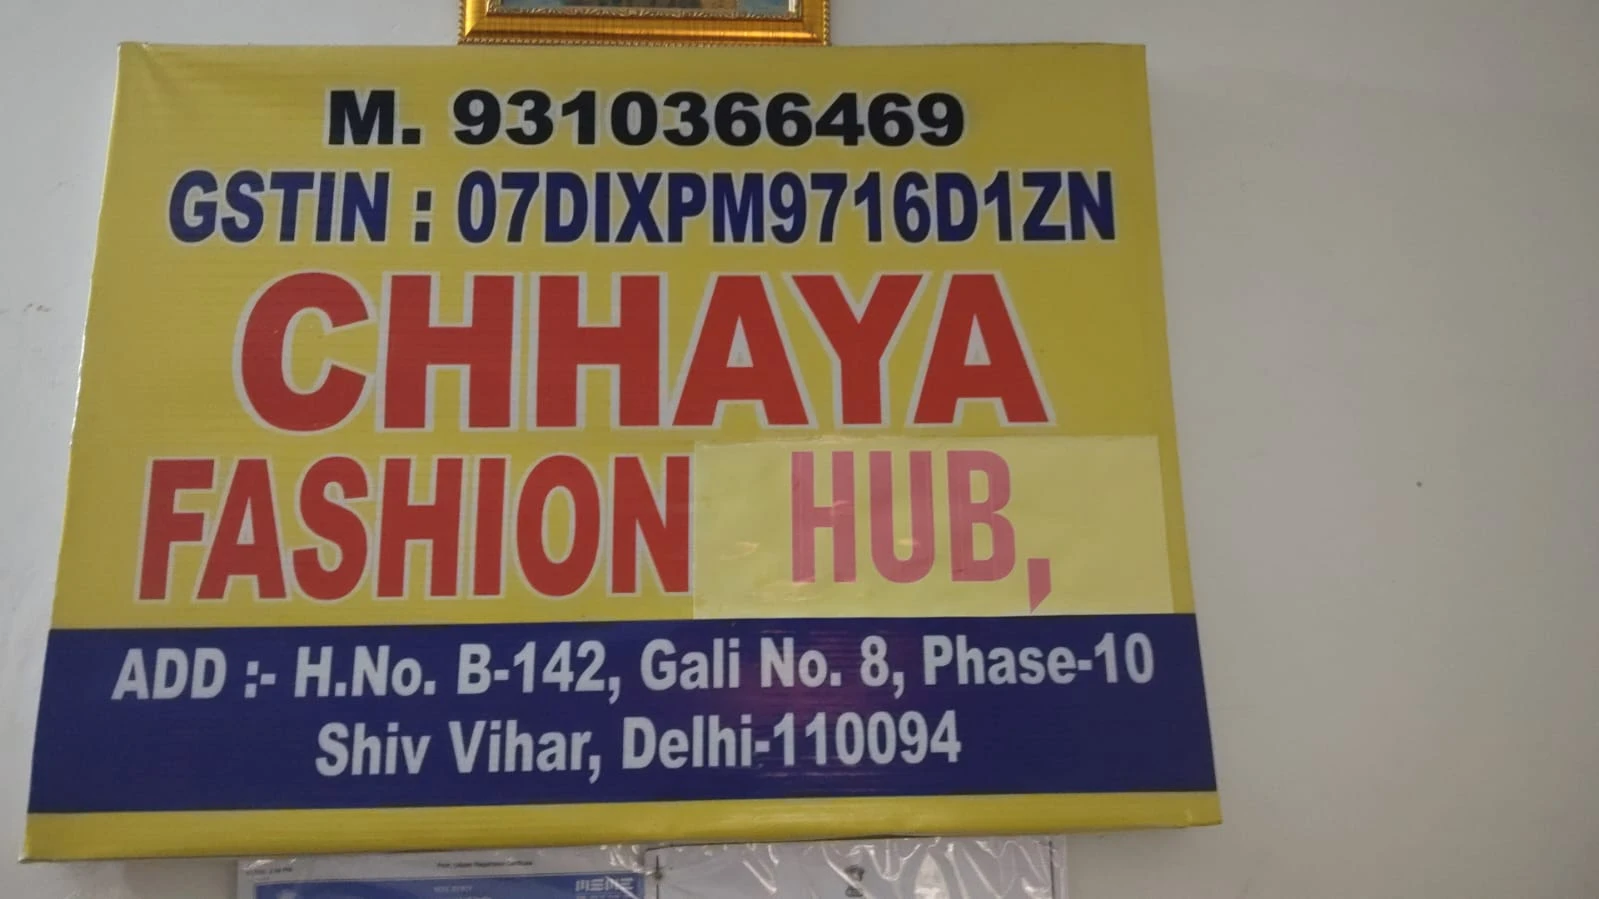 M. 9310366469
GSTIN : 07DIXPM9716D1ZN
CHHAYA
FASHION HUB,
ADD :- H.No. B-142, Gali No. 8, Phase-10
Shiv Vihar, Delhi-110094